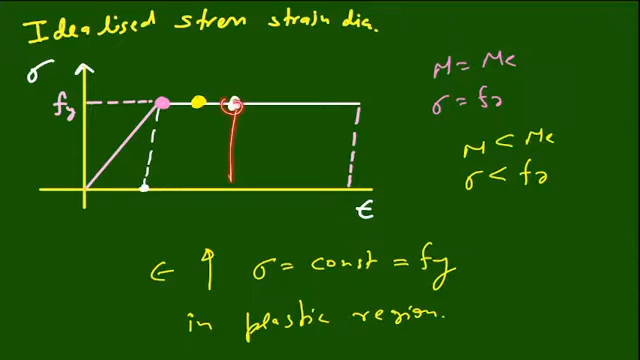 Idealised stress strain dia.
σ
fy
ϵ
M = Me
σ = fy
M < Me
σ < fy
ϵ ↑ σ = const = fy
in plastic region.